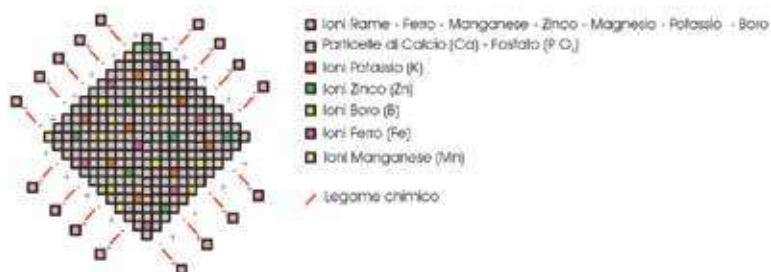 Ioni Rame - Ferro - Manganese - Zinco - Magnesio - Potassio - Boro
Particelle di Calcio (Ca) - Fosfato (P O₄)
Ioni Potassio (K)
Ioni Zinco (Zn)
Ioni Boro (B)
Ioni Ferro (Fe)
Ioni Manganese (Mn)
Legame chimico